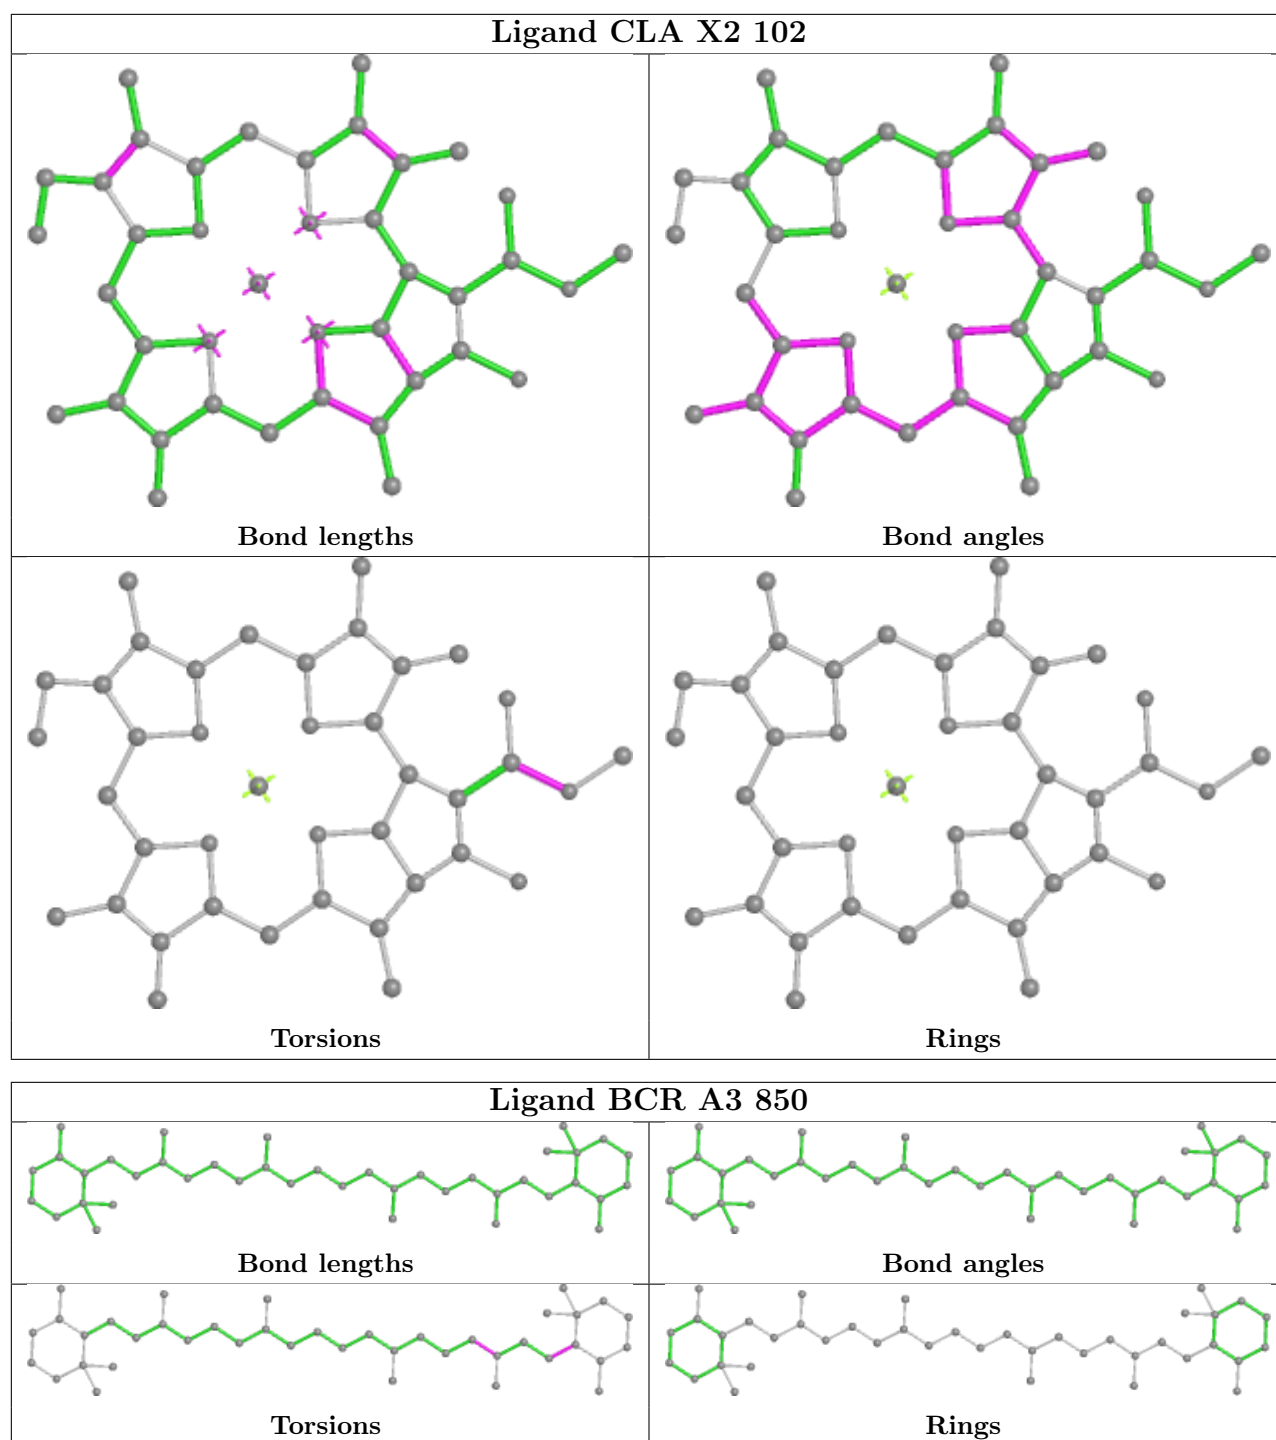 Ligand CLA X2 102
Bond lengths
Bond angles
Torsions
Rings
Ligand BCR A3 850
Bond lengths
Bond angles
Torsions
Rings